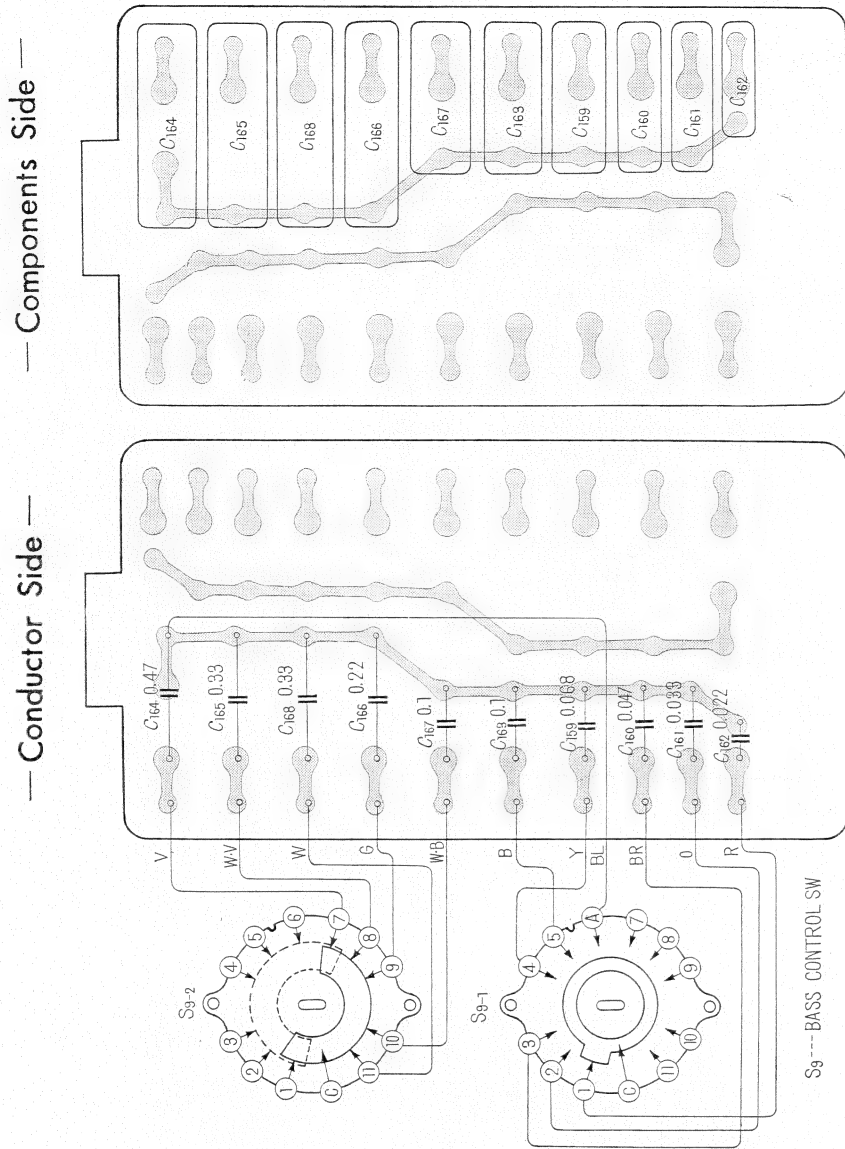 — Components Side —
C164
C165
C168
C166
C167
C163
C159
C160
C161
C162
— Conductor Side —
C164 0.47
C165 0.33
C168 0.33
C166 0.22
C167 0.1
C163 0.1
C159 0.068
C160 0.047
C161 0.033
C162 0.022
V
W·V
W
G
W·B
B
Y
BL
BR
O
R
S9-2
1
2
3
4
5
6
7
8
9
10
11
C
S9-1
1
2
3
4
5
A
7
8
9
10
11
C
S9---BASS CONTROL SW